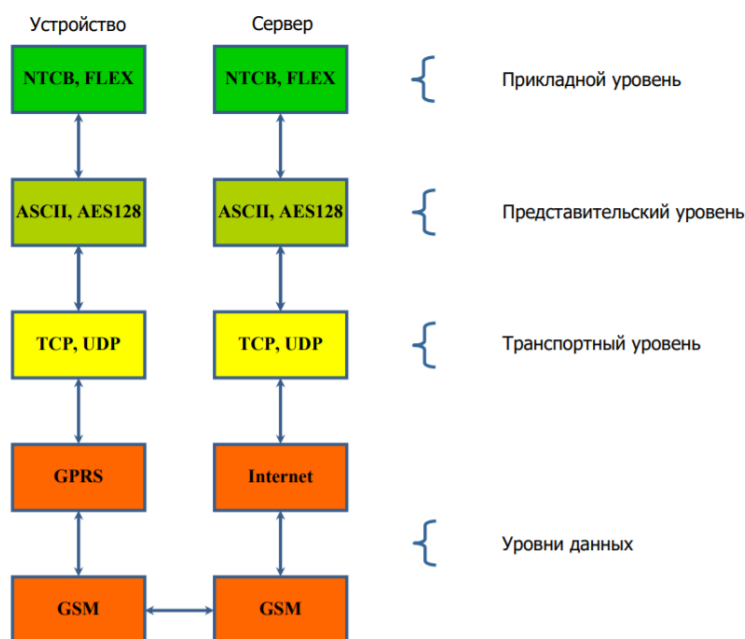 Устройство
Сервер
NTCB, FLEX
NTCB, FLEX
Прикладной уровень
ASCII, AES128
ASCII, AES128
Представительский уровень
TCP, UDP
TCP, UDP
Транспортный уровень
GPRS
Internet
Уровни данных
GSM
GSM